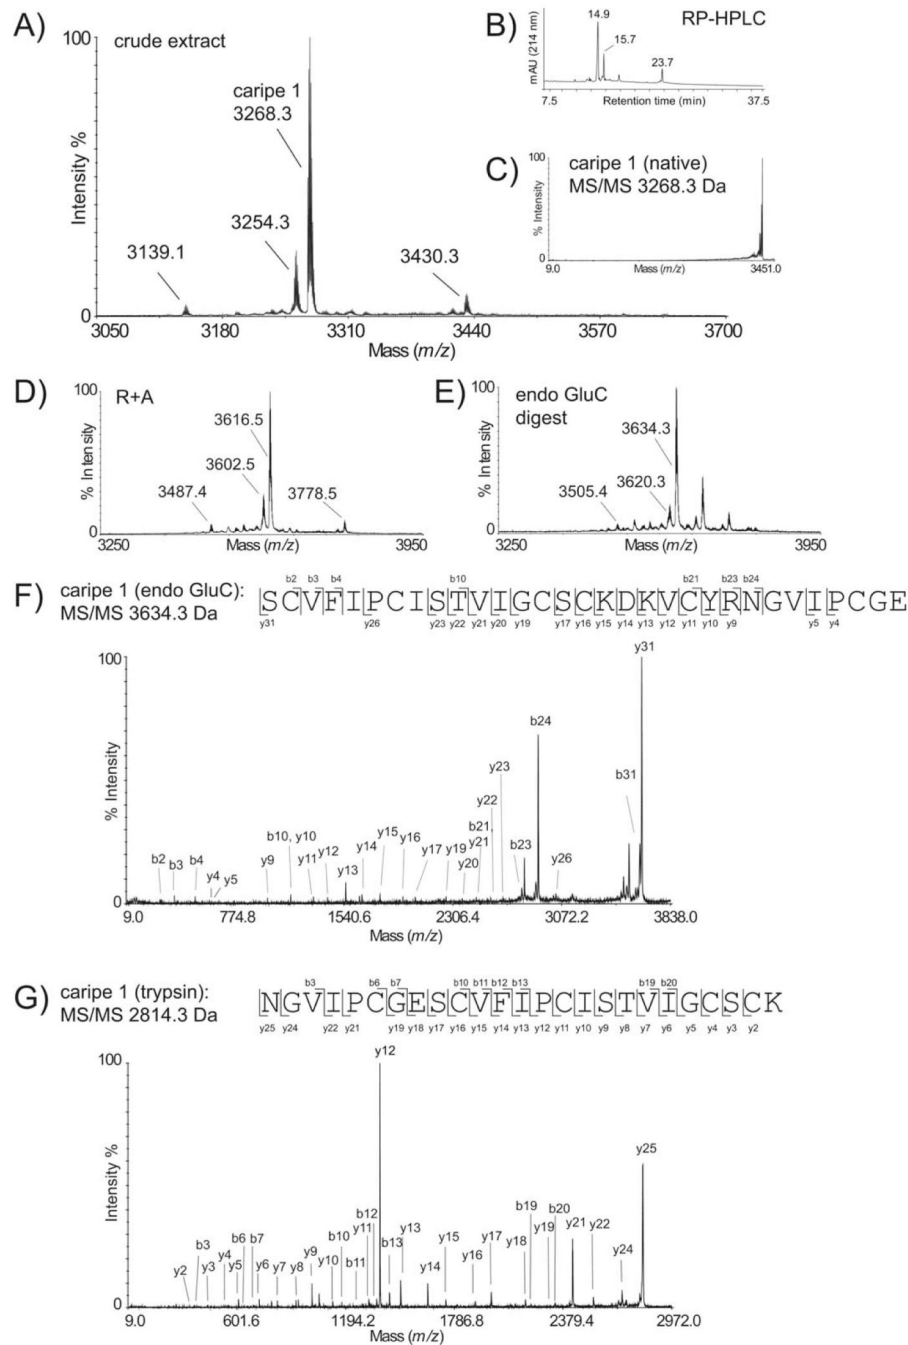 A)
crude extract
100
caripe 1
3268.3
3254.3
3139.1
3430.3
Intensity %
0
3050 3180 3310 3440 3570 3700
Mass (m/z)
B)
RP-HPLC
14.9
15.7
23.7
mAU (214 nm)
7.5 Retention time (min) 37.5
C)
caripe 1 (native)
MS/MS 3268.3 Da
100
% Intensity
0
9.0 Mass (m/z) 3451.0
D)
R+A
100
3616.5
3602.5
3487.4
3778.5
% Intensity
0
3250 Mass (m/z) 3950
E)
endo GluC
digest
100
3634.3
3620.3
3505.4
% Intensity
0
3250 Mass (m/z) 3950
F)
caripe 1 (endo GluC):
MS/MS 3634.3 Da
b2 b3 b4 b10 b21 b23 b24
SCVFIPCISTVIGCSCKDKVCYRNGVIPCGE
y31 y26 y23 y22 y21 y20 y19 y17 y16 y15 y14 y13 y12 y11 y10 y9 y5 y4
100
% Intensity
0
y31
b24
b31
y23
y22
b21,
y21
b23
y26
b2 b3 b4 y4 y5 y9 b10, y10 y11 y12 y13 y14 y15 y16 y17 y19 y20
9.0 774.8 1540.6 2306.4 3072.2 3838.0
Mass (m/z)
G)
caripe 1 (trypsin):
MS/MS 2814.3 Da
b3 b6 b7 b10 b11 b12 b13 b19 b20
NGVIPCGESCVFIPCISTVIGCSCK
y25 y24 y22 y21 y19 y18 y17 y16 y15 y14 y13 y12 y11 y10 y9 y8 y7 y6 y5 y4 y3 y2
100
Intensity %
0
y12
y25
b12
y11
b10
y13
b13
b19
b20
y2 b3 y3 y4 y5 b6 b7 y6 y7 y8 y9 y10 b11 y14 y15 y16 y17 y18 y19 y21 y22 y24
9.0 601.6 1194.2 1786.8 2379.4 2972.0
Mass (m/z)